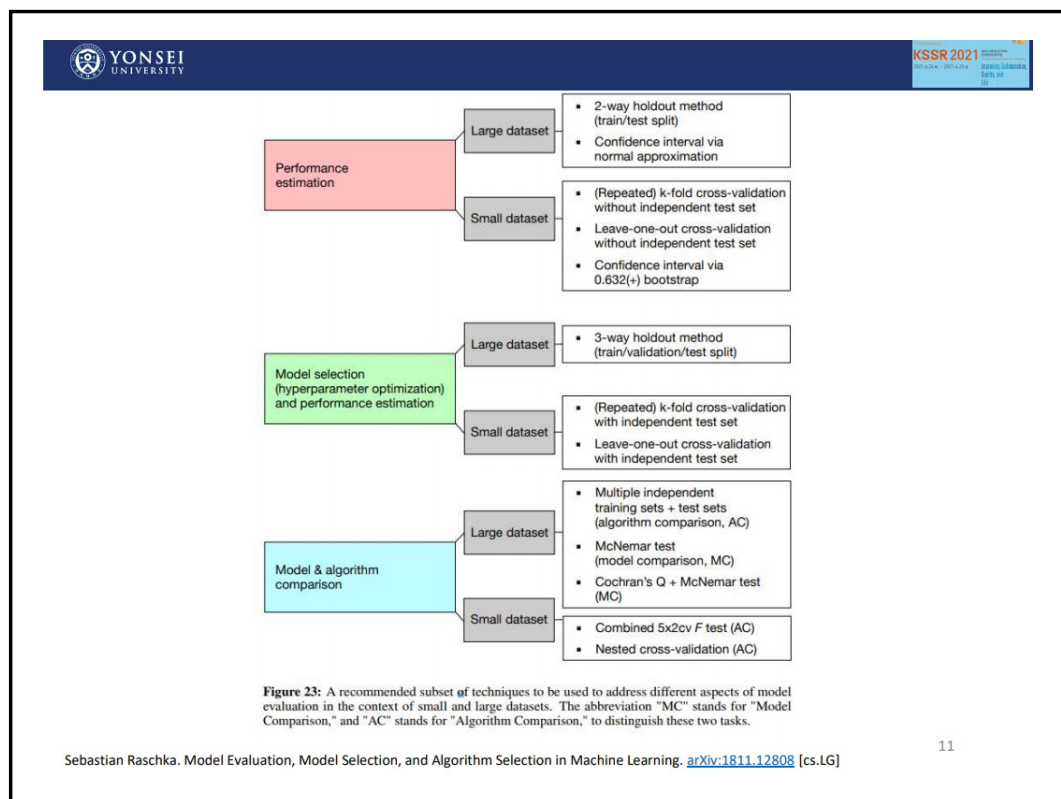 YONSEI
UNIVERSITY
KSSR 2021
Improving Collaboration,
Quality, and
Life
Performance
estimation
Large dataset
▪ 2-way holdout method
(train/test split)
▪ Confidence interval via
normal approximation
Small dataset
▪ (Repeated) k-fold cross-validation
without independent test set
▪ Leave-one-out cross-validation
without independent test set
▪ Confidence interval via
0.632(+) bootstrap
Model selection
(hyperparameter optimization)
and performance estimation
Large dataset
▪ 3-way holdout method
(train/validation/test split)
Small dataset
▪ (Repeated) k-fold cross-validation
with independent test set
▪ Leave-one-out cross-validation
with independent test set
Model & algorithm
comparison
Large dataset
▪ Multiple independent
training sets + test sets
(algorithm comparison, AC)
▪ McNemar test
(model comparison, MC)
▪ Cochran's Q + McNemar test
(MC)
Small dataset
▪ Combined 5x2cv F test (AC)
▪ Nested cross-validation (AC)
Figure 23: A recommended subset of techniques to be used to address different aspects of model
evaluation in the context of small and large datasets. The abbreviation "MC" stands for "Model
Comparison," and "AC" stands for "Algorithm Comparison," to distinguish these two tasks.
11
Sebastian Raschka. Model Evaluation, Model Selection, and Algorithm Selection in Machine Learning. arXiv:1811.12808 [cs.LG]